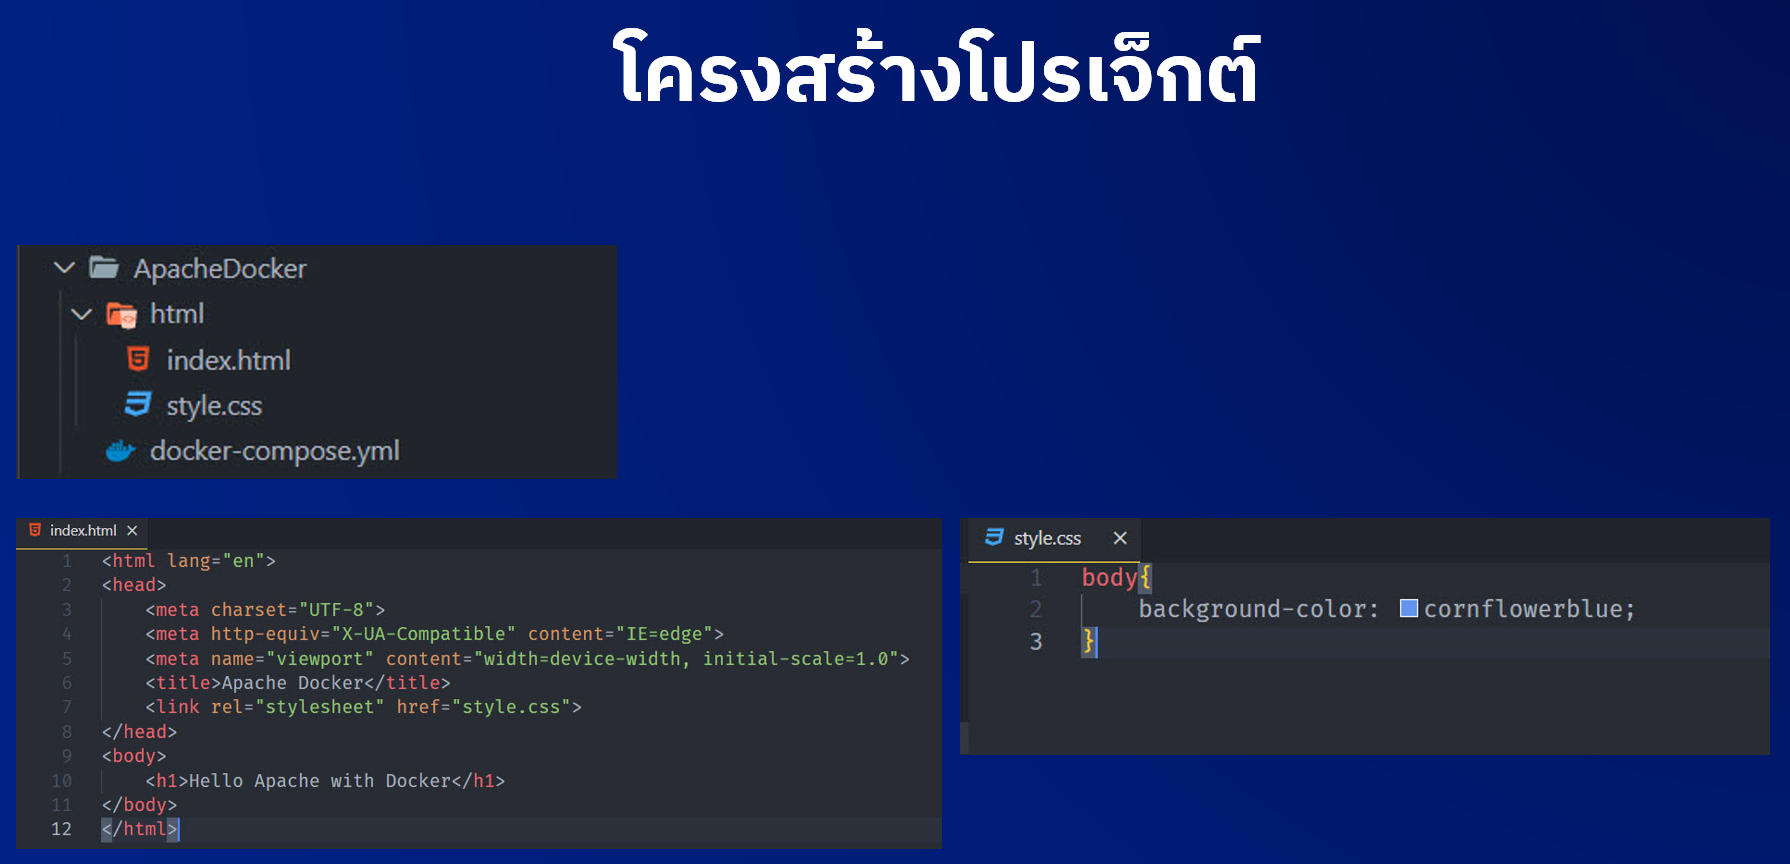 โครงสร้างโปรเจ็กต์
ApacheDocker
html
index.html
style.css
docker-compose.yml
index.html
1 <html lang="en">
2 <head>
3 <meta charset="UTF-8">
4 <meta http-equiv="X-UA-Compatible" content="IE=edge">
5 <meta name="viewport" content="width=device-width, initial-scale=1.0">
6 <title>Apache Docker</title>
7 <link rel="stylesheet" href="style.css">
8 </head>
9 <body>
10 <h1>Hello Apache with Docker</h1>
11 </body>
12 </html>
style.css
1 body{
2 background-color: cornflowerblue;
3 }